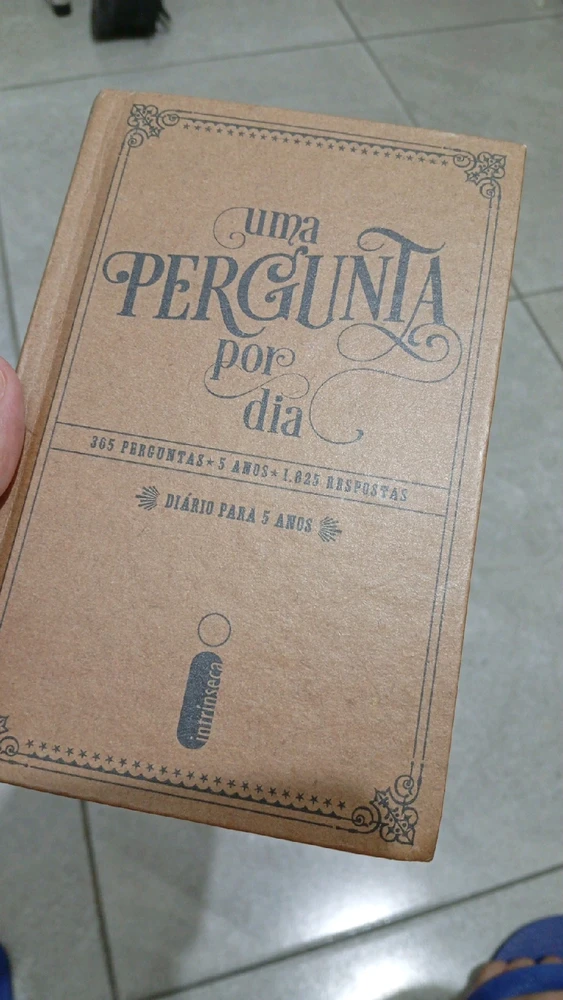 uma
PERGUNTA
por
dia
365 PERGUNTAS★5 ANOS★1.825 RESPOSTAS
DIÁRIO PARA 5 ANOS
intrínseca